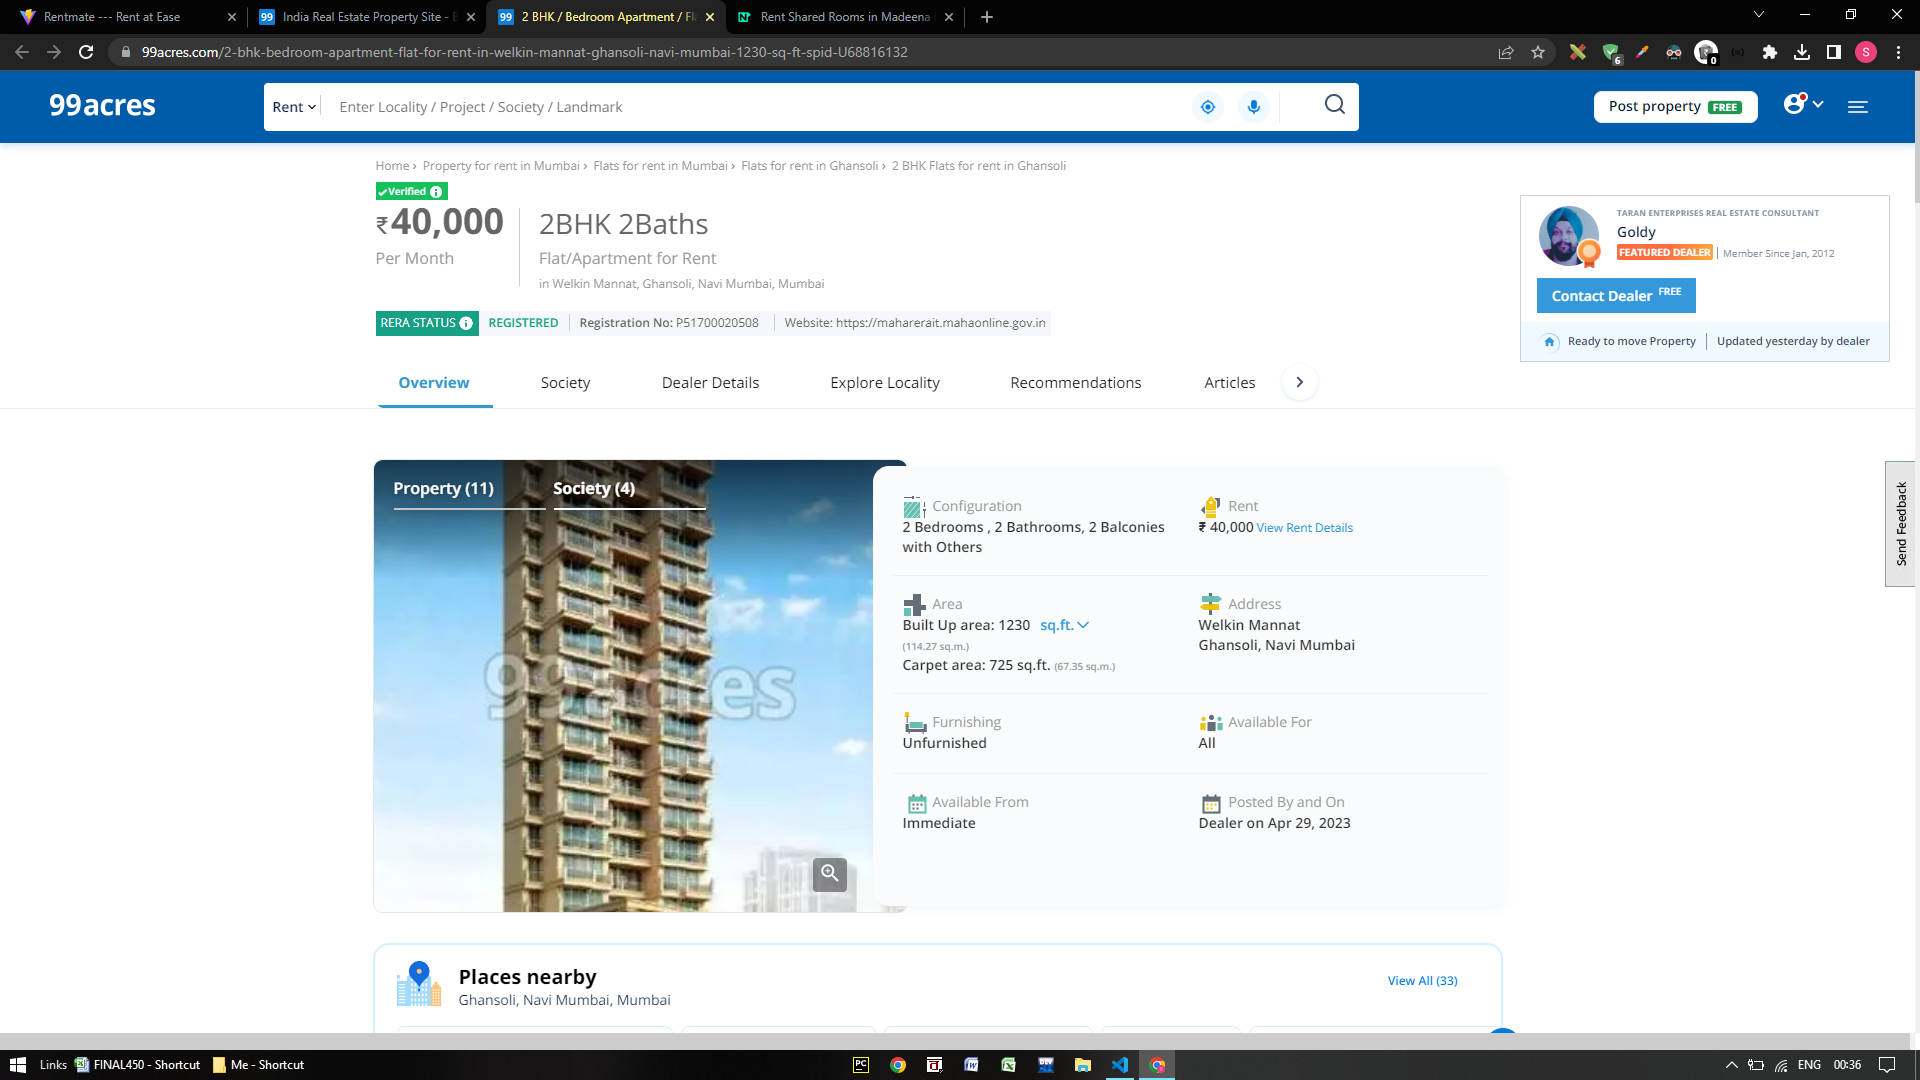 Rentmate --- Rent at Ease
India Real Estate Property Site - B
2 BHK / Bedroom Apartment / Fl
Rent Shared Rooms in Madeena
99acres.com/2-bhk-bedroom-apartment-flat-for-rent-in-welkin-mannat-ghansoli-navi-mumbai-1230-sq-ft-spid-U68816132
6
0
S
99acres
Rent
Enter Locality / Project / Society / Landmark
Post property FREE
Home › Property for rent in Mumbai › Flats for rent in Mumbai › Flats for rent in Ghansoli › 2 BHK Flats for rent in Ghansoli
Verified
₹40,000
Per Month
2BHK 2Baths
Flat/Apartment for Rent
in Welkin Mannat, Ghansoli, Navi Mumbai, Mumbai
TARAN ENTERPRISES REAL ESTATE CONSULTANT
Goldy
FEATURED DEALER | Member Since Jan, 2012
Contact Dealer FREE
Ready to move Property | Updated yesterday by dealer
RERA STATUS REGISTERED | Registration No: P51700020508 | Website: https://maharerait.mahaonline.gov.in
Overview Society Dealer Details Explore Locality Recommendations Articles
Property (11) Society (4)
99acres
Configuration
2 Bedrooms , 2 Bathrooms, 2 Balconies
with Others
Rent
₹ 40,000 View Rent Details
Area
Built Up area: 1230 sq.ft.
(114.27 sq.m.)
Carpet area: 725 sq.ft. (67.35 sq.m.)
Address
Welkin Mannat
Ghansoli, Navi Mumbai
Furnishing
Unfurnished
Available For
All
Available From
Immediate
Posted By and On
Dealer on Apr 29, 2023
Send Feedback
Places nearby
Ghansoli, Navi Mumbai, Mumbai
View All (33)
Links FINAL450 - Shortcut Me - Shortcut
PC
ENG 00:36